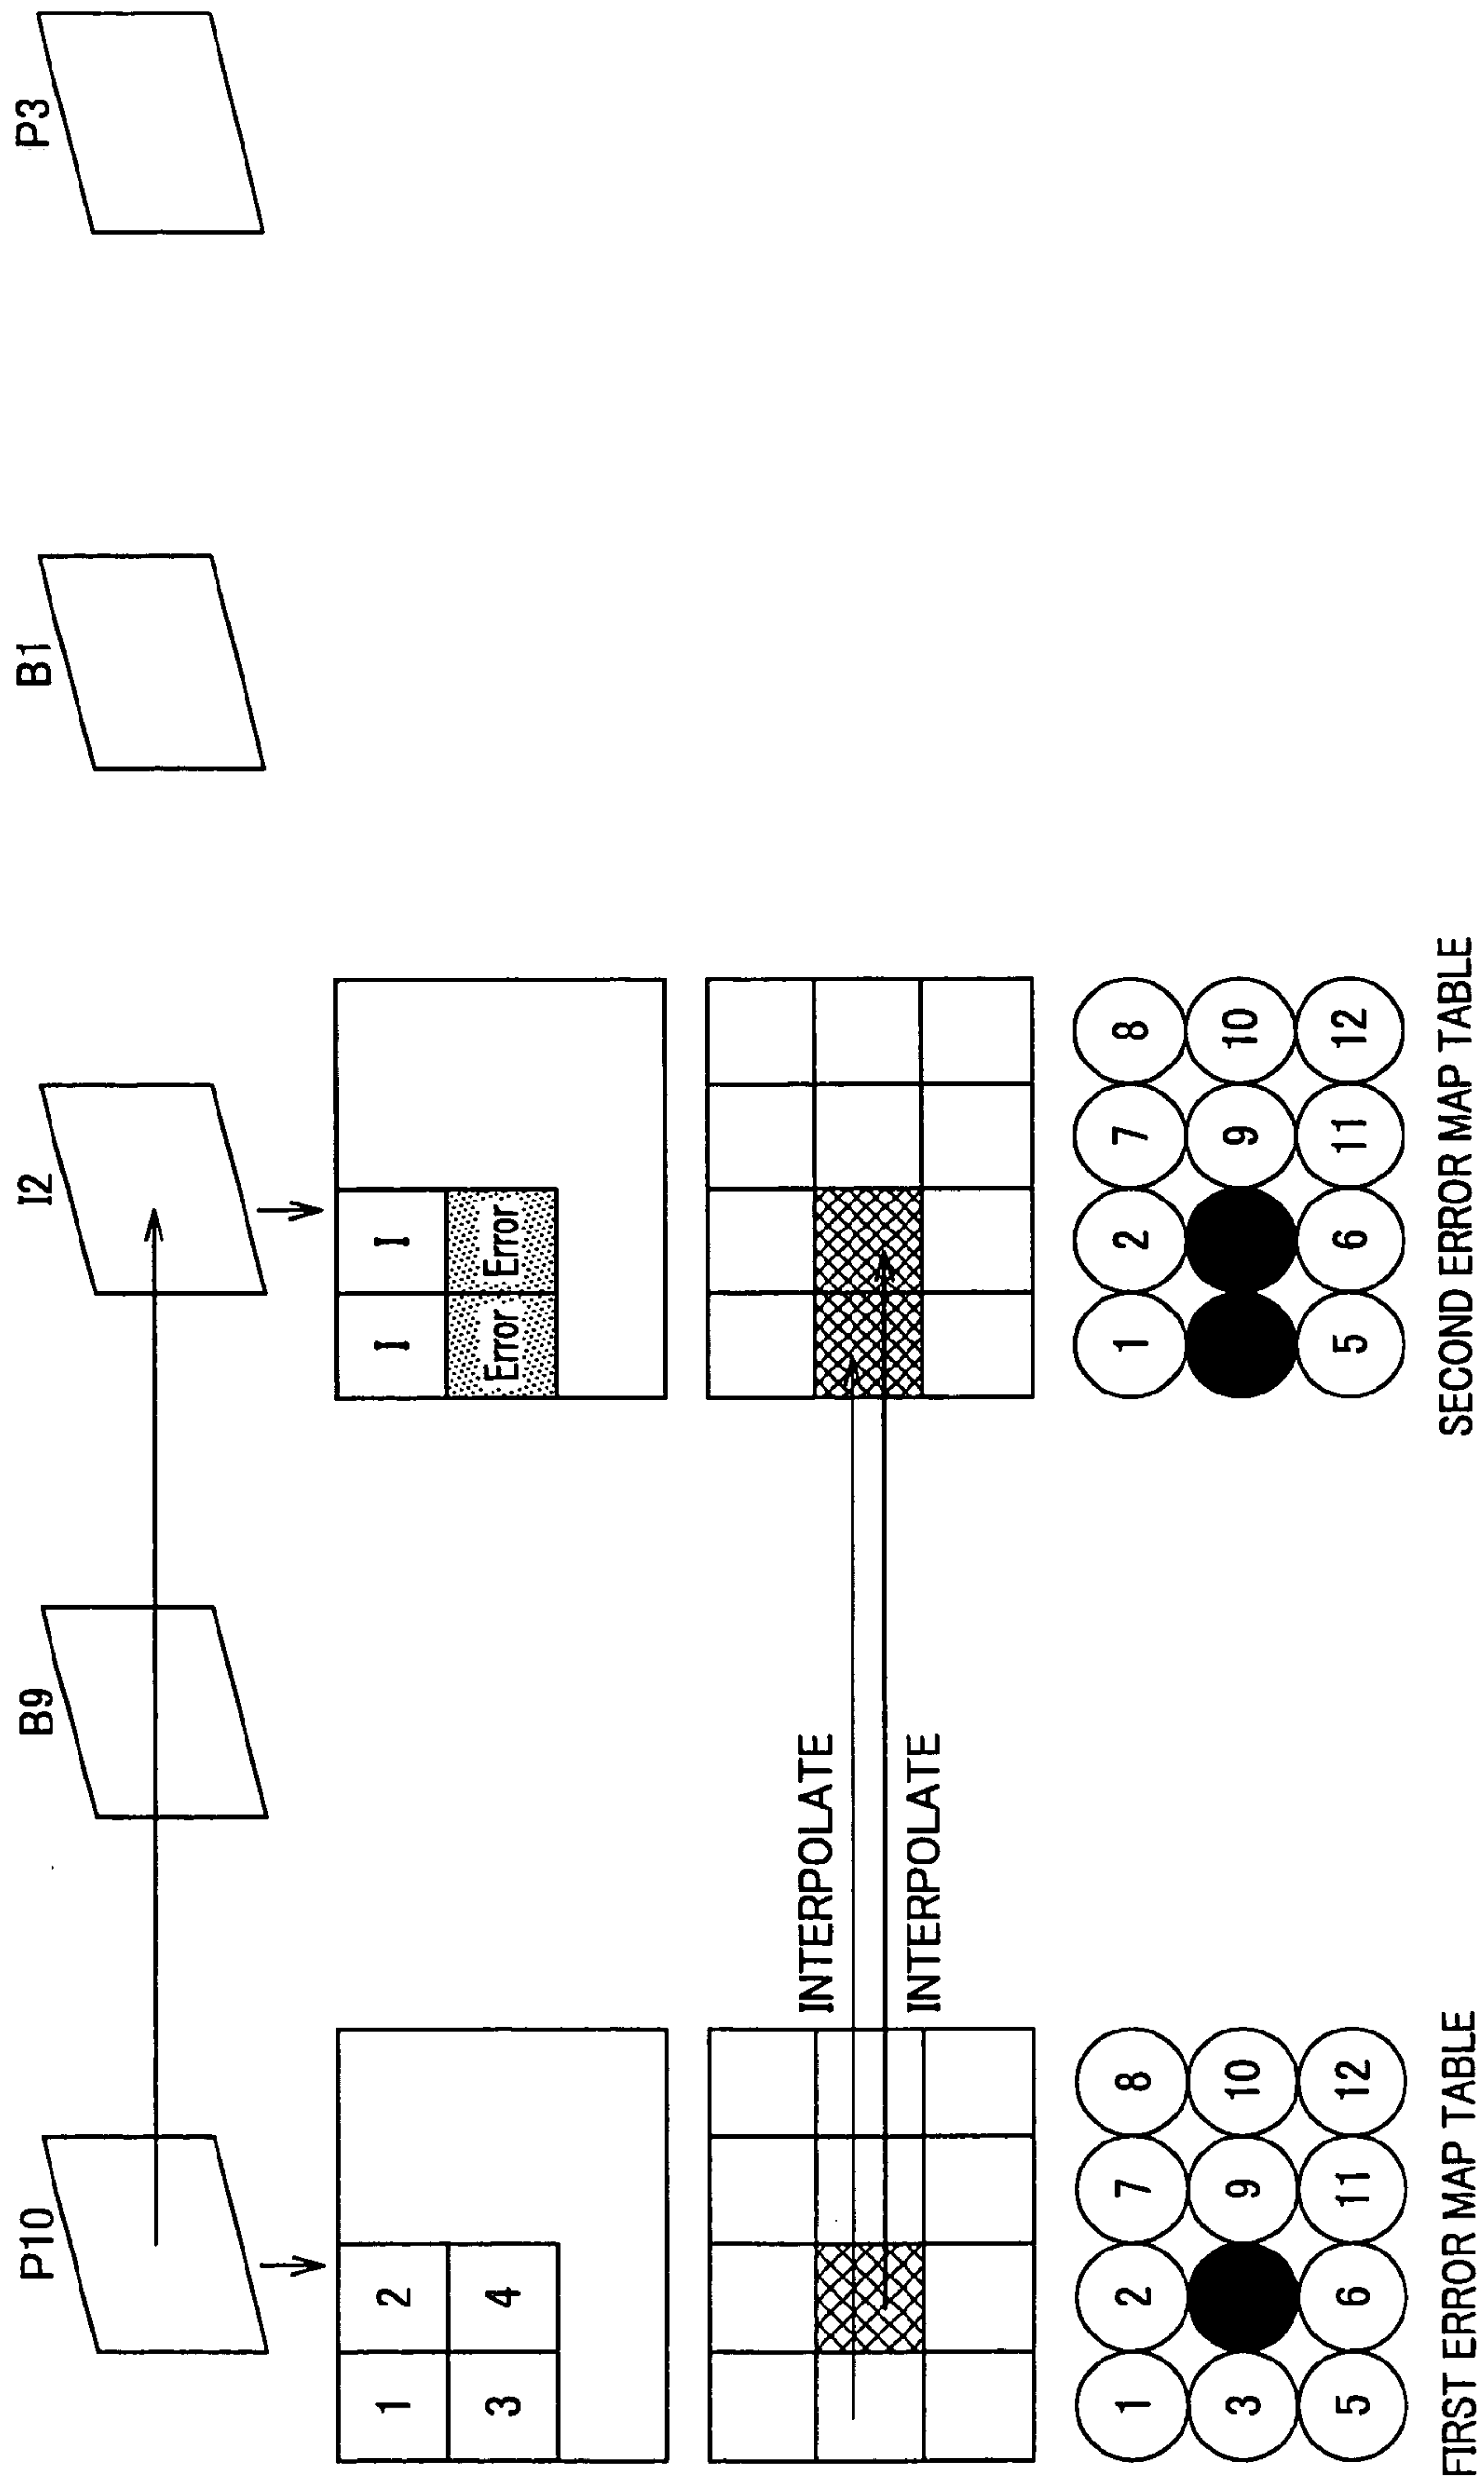 P10 B9 I2 B1 P3
1 2
3 4
I I
Error Error
INTERPOLATE
INTERPOLATE
1 2 7 8
3 9 10
5 6 11 12
FIRST ERROR MAP TABLE
1 2 7 8
9 10
5 6 11 12
SECOND ERROR MAP TABLE